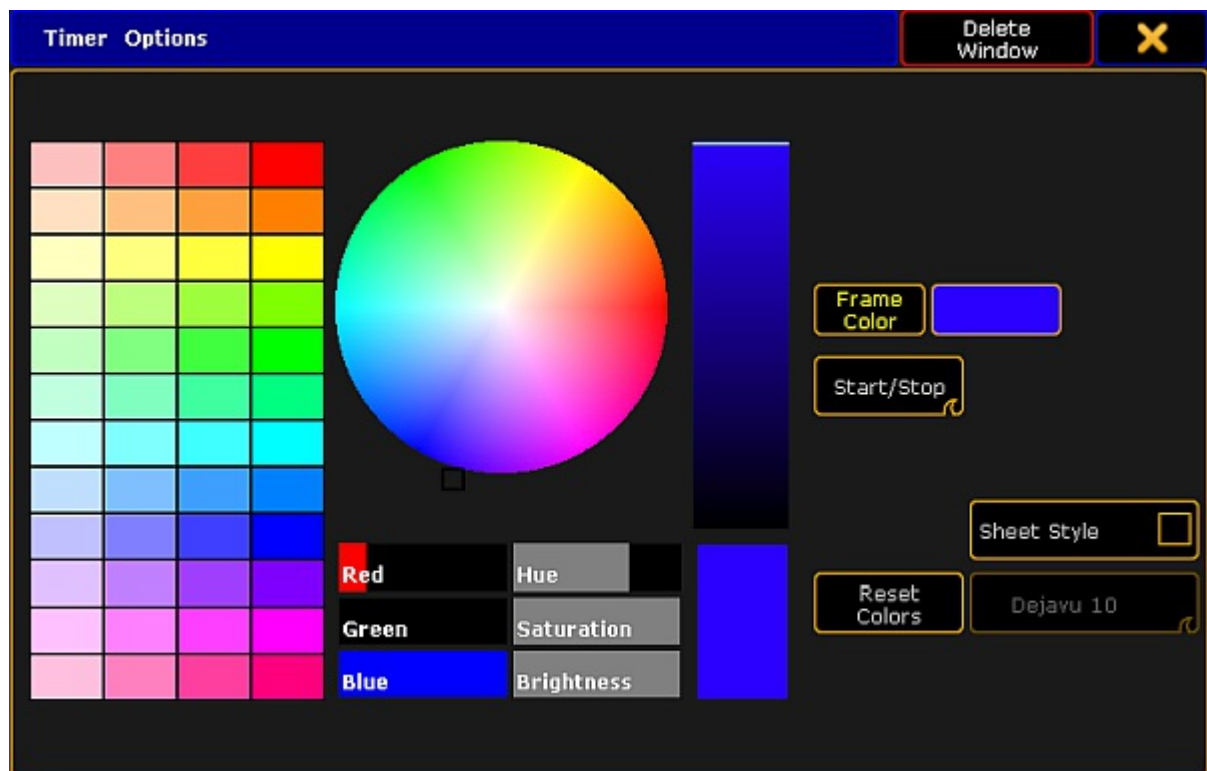 Timer Options
Delete
Window
Frame
Color
Start/Stop
Sheet Style
Red
Hue
Green
Saturation
Blue
Brightness
Reset
Colors
Dejavu 10